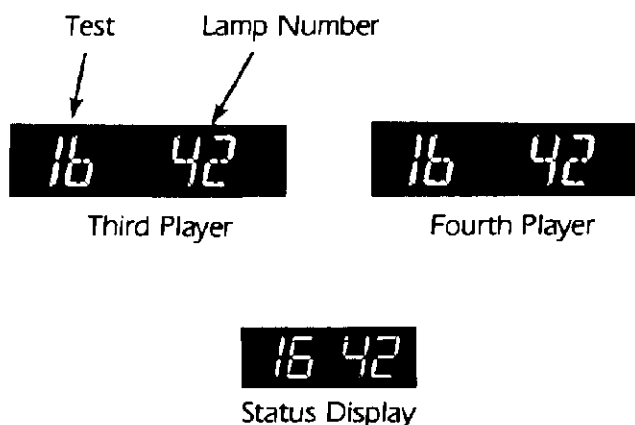 Test Lamp Number
16 42 16 42
Third Player Fourth Player
16 42
Status Display